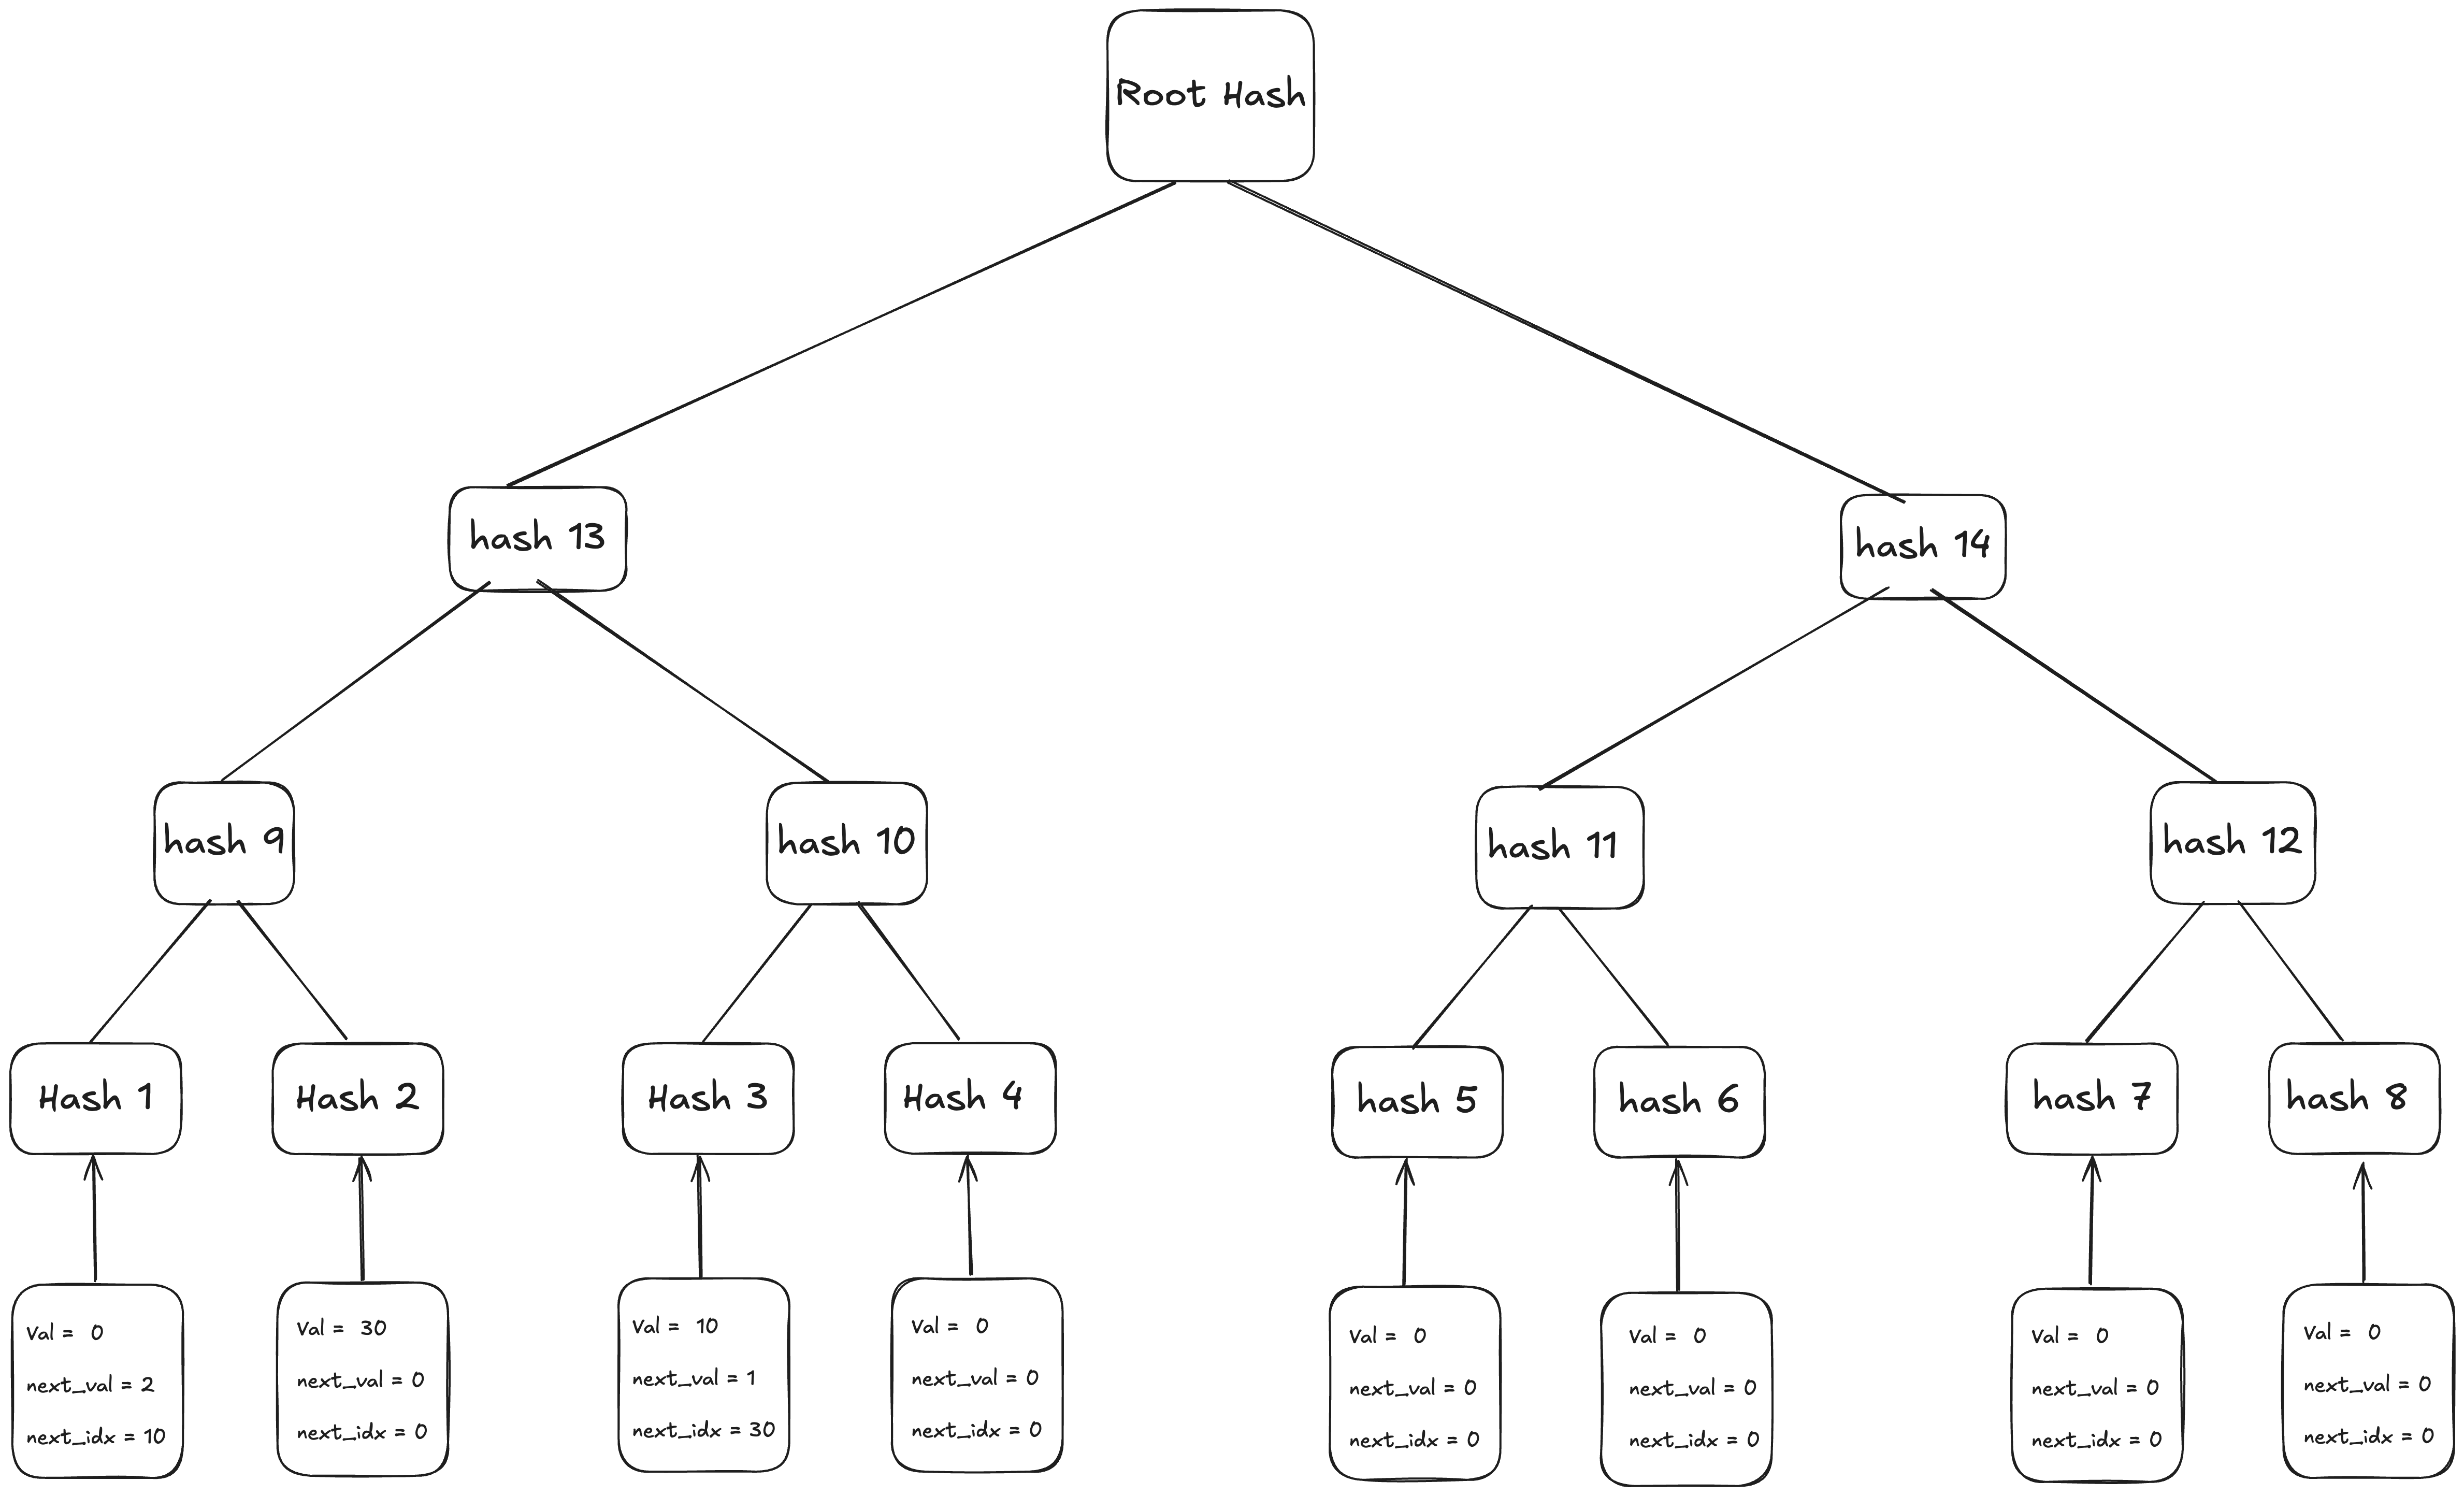 Root Hash
hash 13
hash 14
hash 9
hash 10
hash 11
hash 12
Hash 1
Hash 2
Hash 3
Hash 4
hash 5
hash 6
hash 7
hash 8
Val = 0
next_val = 2
next_idx = 10
Val = 30
next_val = 0
next_idx = 0
Val = 10
next_val = 1
next_idx = 30
Val = 0
next_val = 0
next_idx = 0
Val = 0
next_val = 0
next_idx = 0
Val = 0
next_val = 0
next_idx = 0
Val = 0
next_val = 0
next_idx = 0
Val = 0
next_val = 0
next_idx = 0